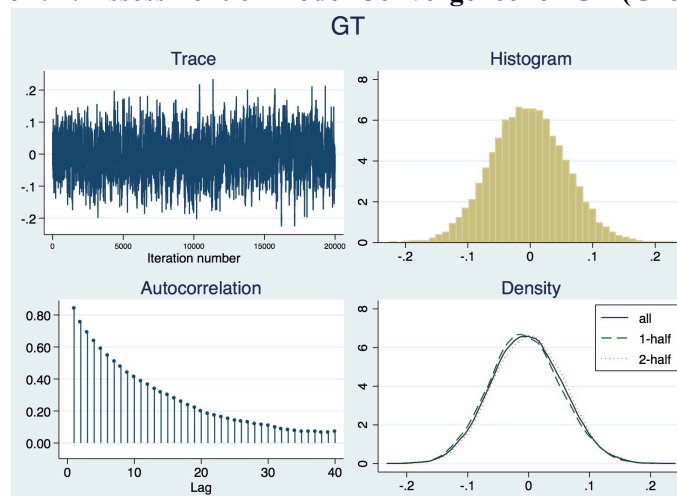 GT
Trace
.2
.1
0
-.1
-.2
0 5000 10000 15000 20000
Iteration number
Histogram
8
6
4
2
0
-.2 -.1 0 .1 .2
Autocorrelation
0.80
0.60
0.40
0.20
0.00
0 10 20 30 40
Lag
Density
8
6
4
2
0
-.2 -.1 0 .1 .2
all
1-half
2-half